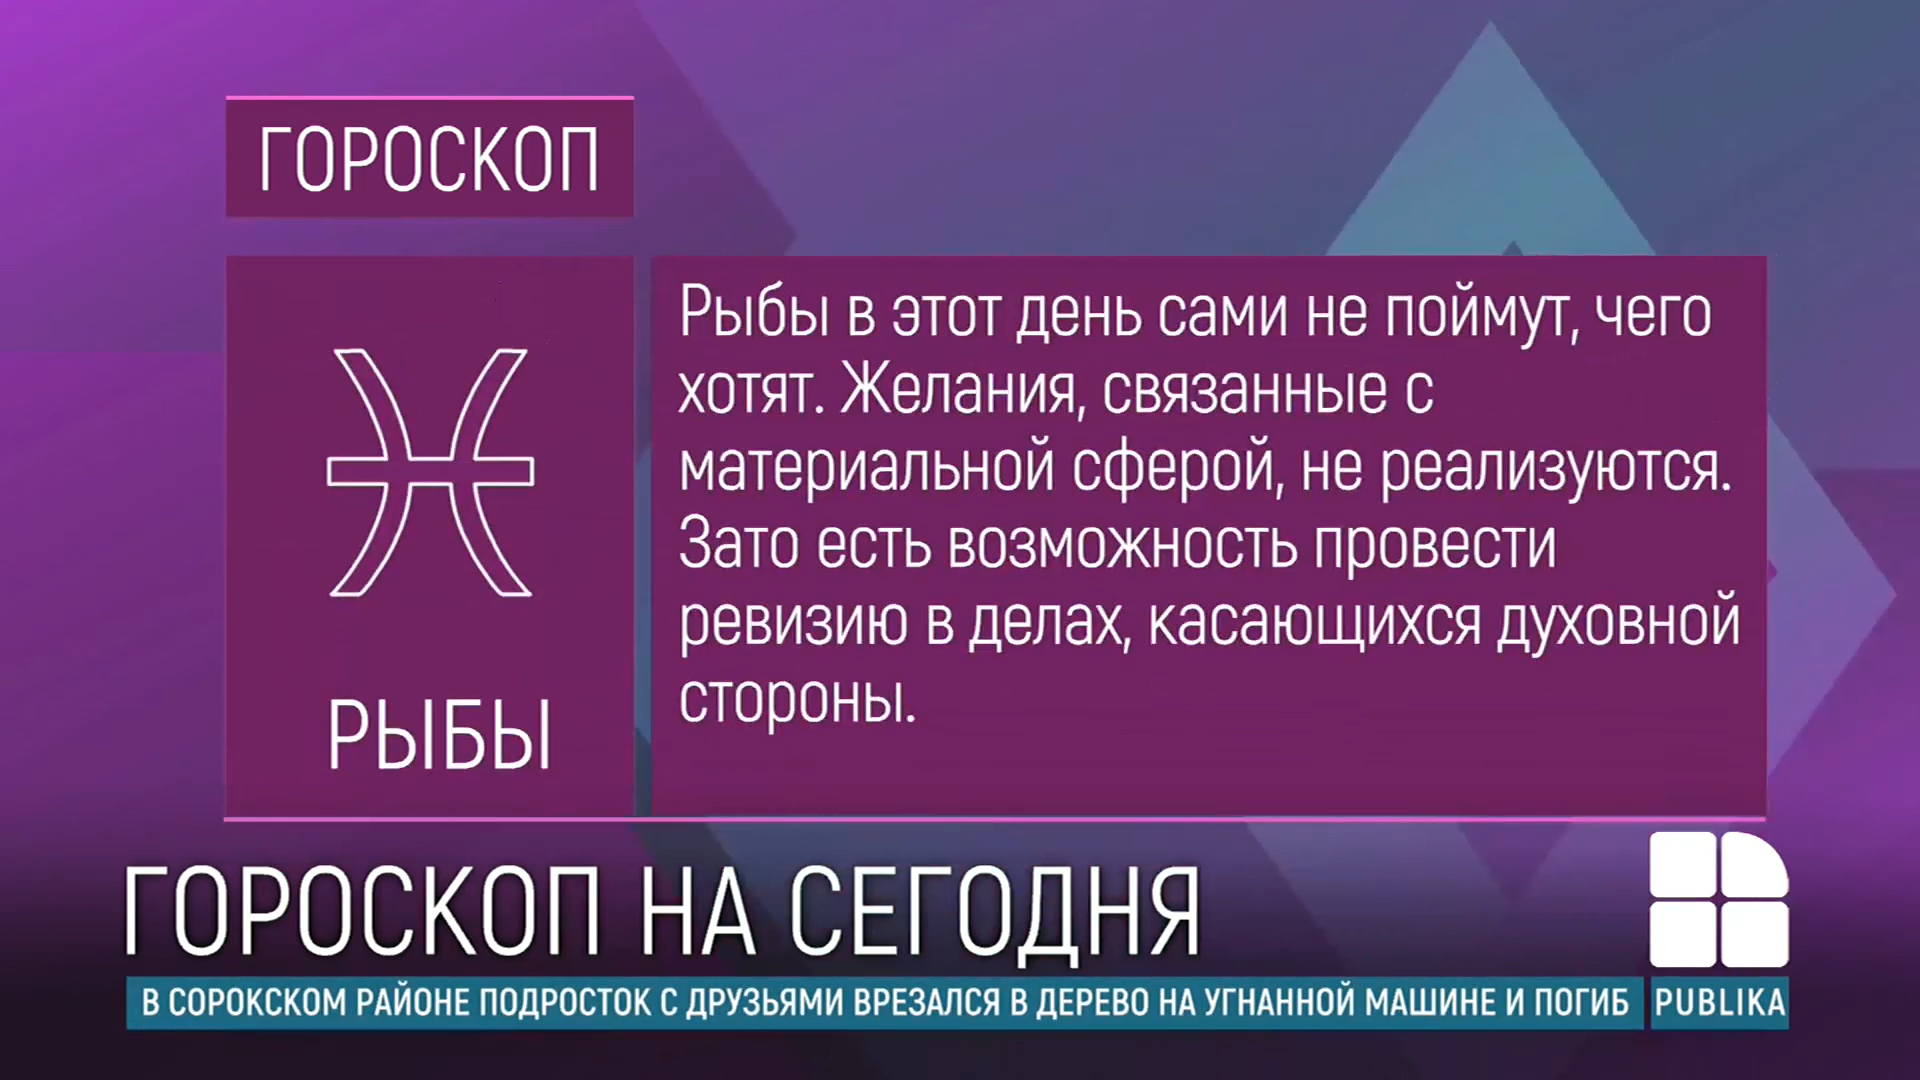 ГОРОСКОП
РЫБЫ
Рыбы в этот день сами не поймут, чего
хотят. Желания, связанные с
материальной сферой, не реализуются.
Зато есть возможность провести
ревизию в делах, касающихся духовной
стороны.
ГОРОСКОП НА СЕГОДНЯ
В СОРОКСКОМ РАЙОНЕ ПОДРОСТОК С ДРУЗЬЯМИ ВРЕЗАЛСЯ В ДЕРЕВО НА УГНАННОЙ МАШИНЕ И ПОГИБ
PUBLIKA